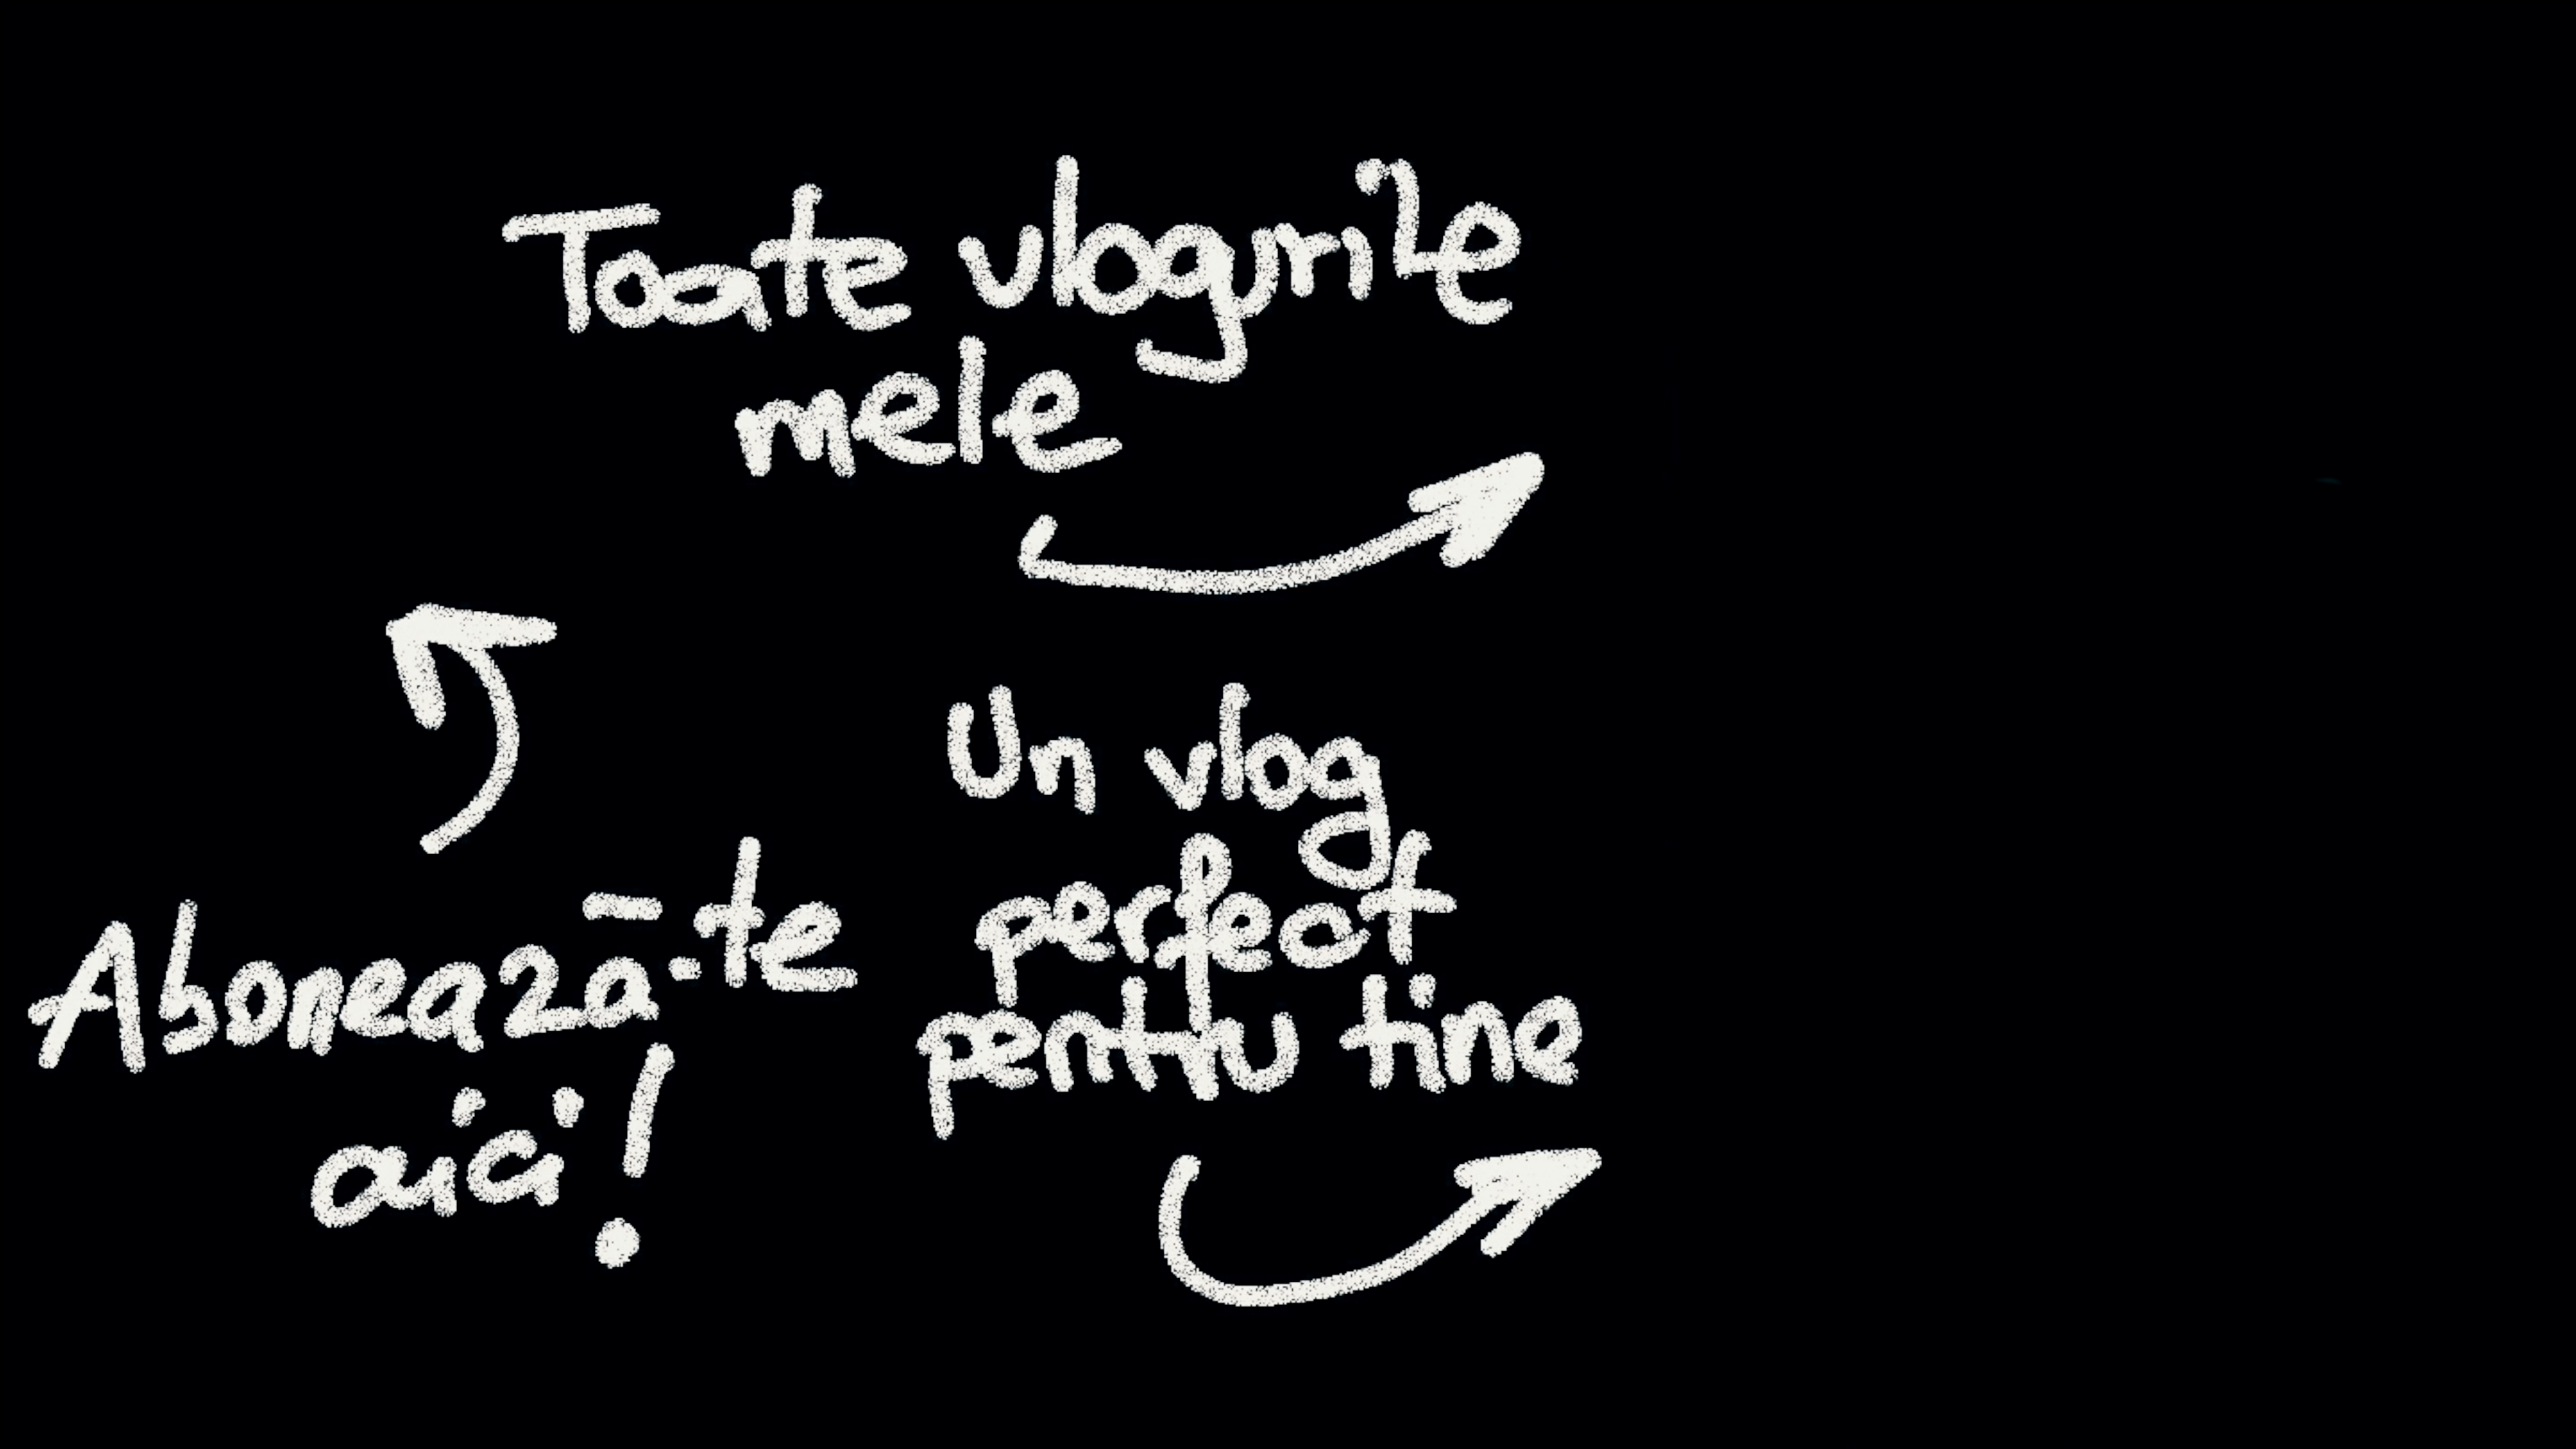 Toate vlogurile
mele
Un vlog
perfect
pentru tine
Abonează-te
aici!